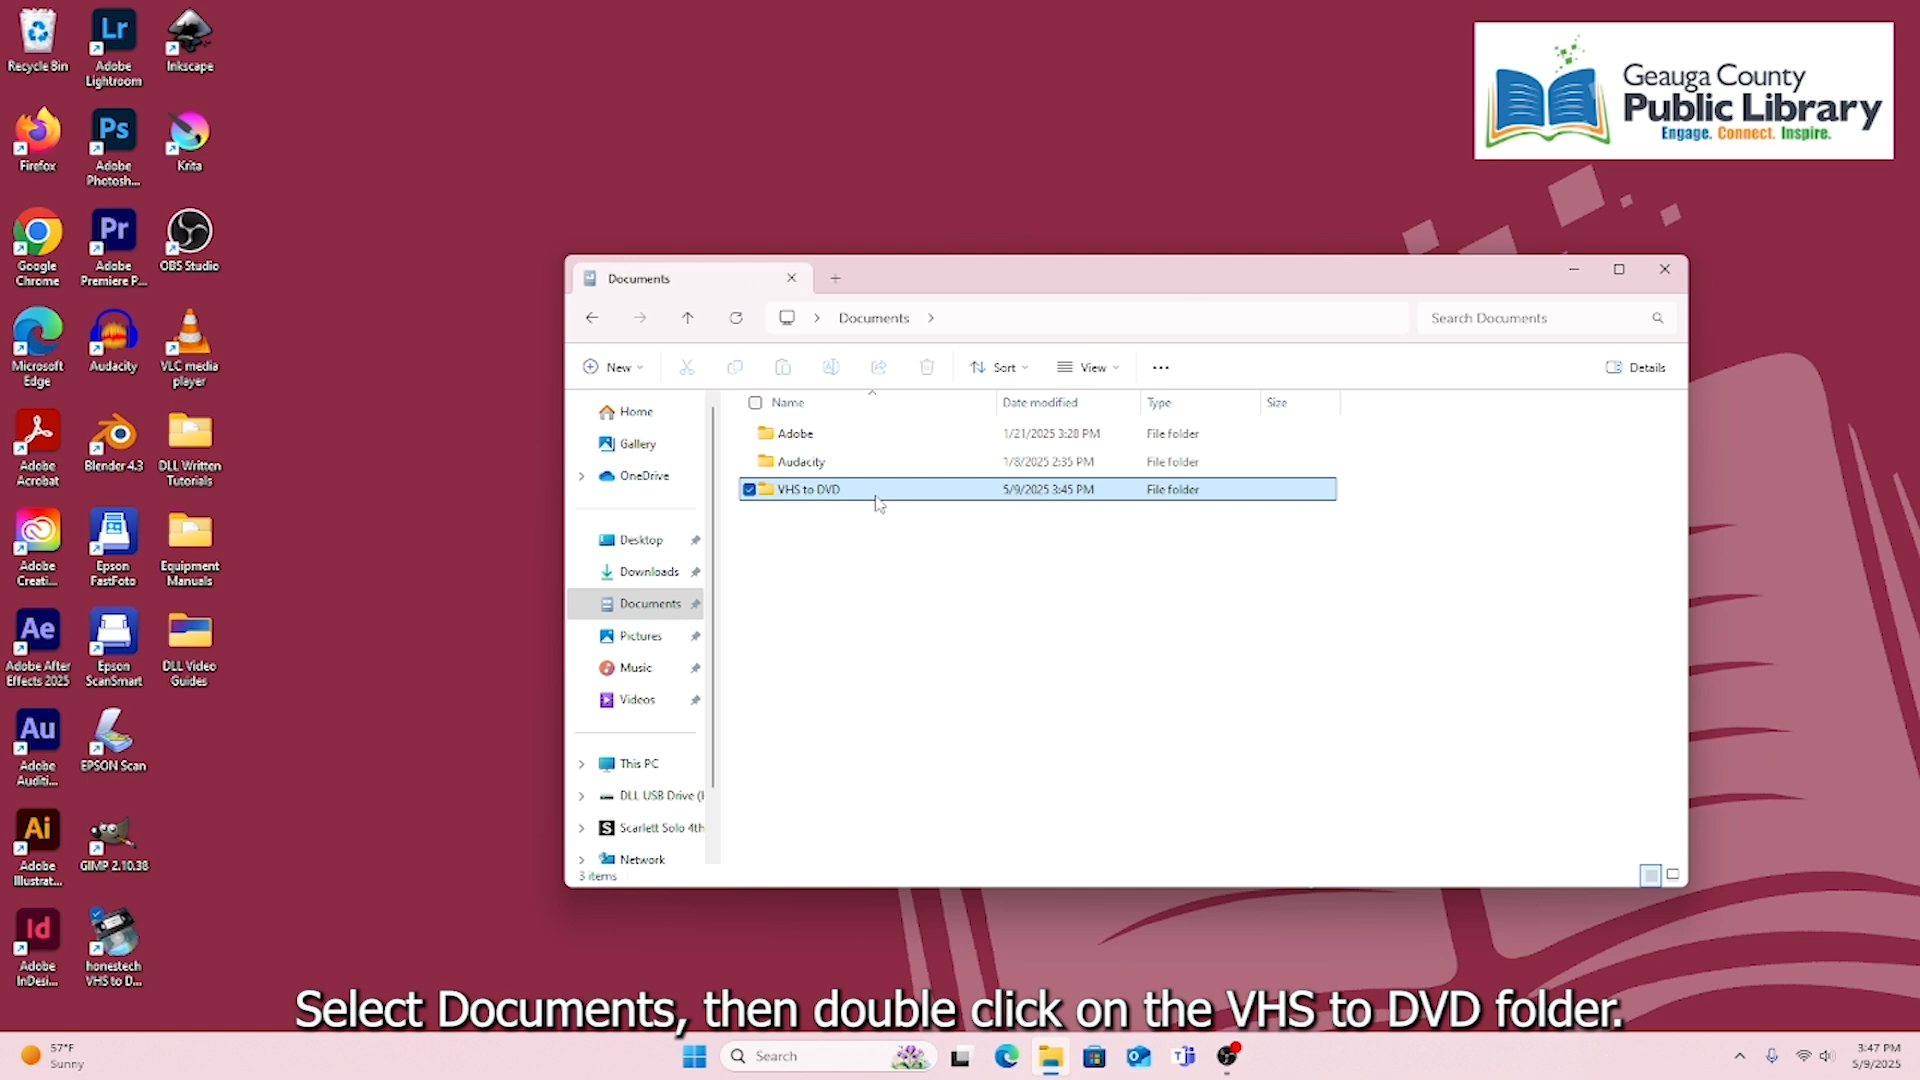 Recycle Bin
Adobe
Lightroom
Inkscape
Firefox
Adobe
Photosh...
Krita
Google
Chrome
Adobe
Premiere P...
OBS Studio
Microsoft
Edge
Audacity
VLC media
player
Adobe
Acrobat
Blender 4.3
DLL Written
Tutorials
Adobe
Creati...
Epson
FastFoto
Equipment
Manuals
Adobe After
Effects 2025
Epson
ScanSmart
DLL Video
Guides
Adobe
Auditi...
EPSON Scan
Adobe
Illustrat...
GIMP 2.10.38
Adobe
InDesi...
honestech
VHS to D...
Lr
Ps
Pr
Ae
Au
Ai
Id
Geauga County
Public Library
Engage. Connect. Inspire.
Documents
Documents
Search Documents
New
Sort
View
Details
Home
Gallery
OneDrive
Desktop
Downloads
Documents
Pictures
Music
Videos
This PC
DLL USB Drive (
Scarlett Solo 4th
Network
3 items
Name Date modified Type Size
Adobe 1/21/2025 3:28 PM File folder
Audacity 1/8/2025 2:35 PM File folder
VHS to DVD 5/9/2025 3:45 PM File folder
Select Documents, then double click on the VHS to DVD folder.
57°F
Sunny
Search
3:47 PM
5/9/2025